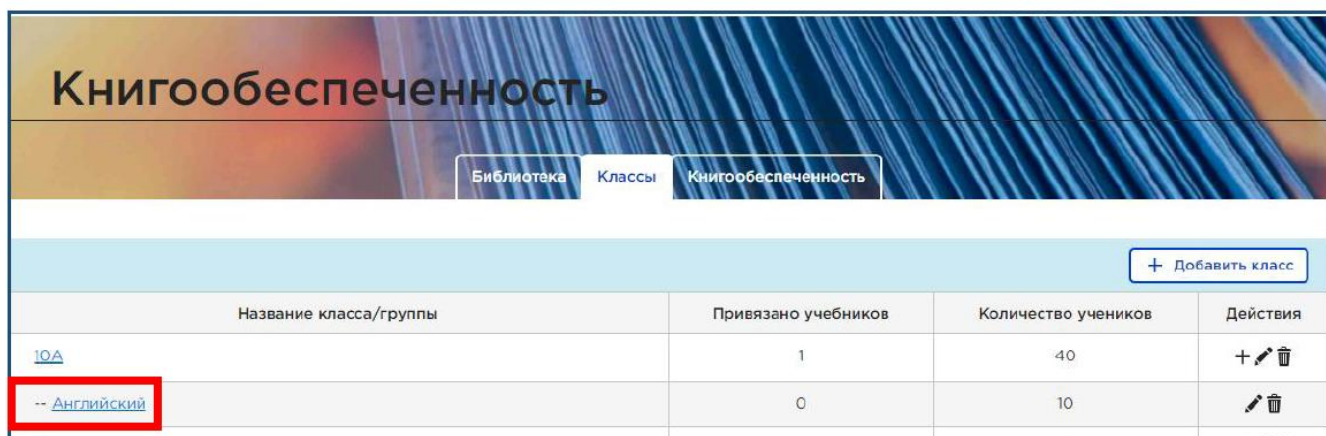 Книгообеспеченность
Библиотека Классы Книгообеспеченность
+ Добавить класс
Название класса/группы Привязано учебников Количество учеников Действия
10А 1 40
-- Английский 0 10